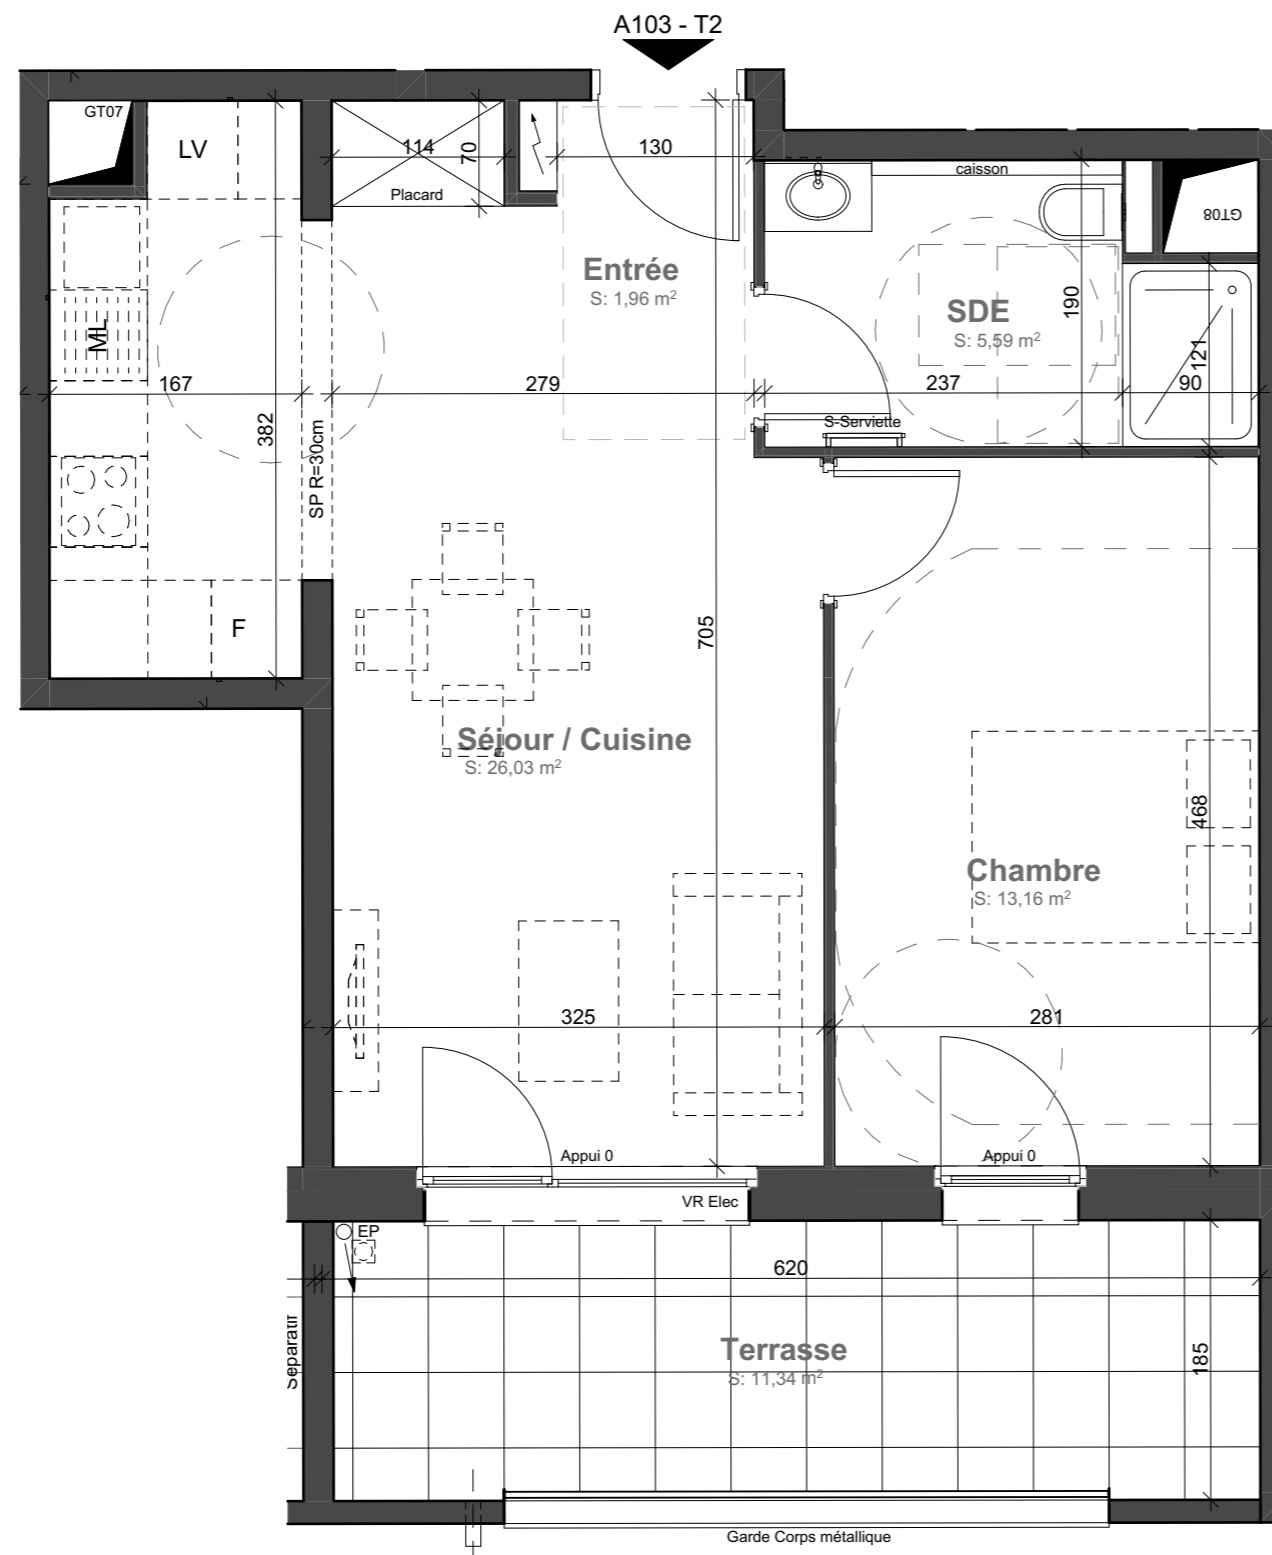 A103 - T2
GT07
LV
114
70
130
Placard
caisson
GT08
Entrée
S: 1,96 m²
SDE
S: 5,59 m²
190
121
ML
167
279
237
90
382
SP R=30cm
S-Serviette
F
705
Séjour / Cuisine
S: 26,03 m²
468
Chambre
S: 13,16 m²
325
281
Appui 0
Appui 0
VR Elec
EP
620
Separatif
Terrasse
S: 11,34 m²
185
Garde Corps métallique